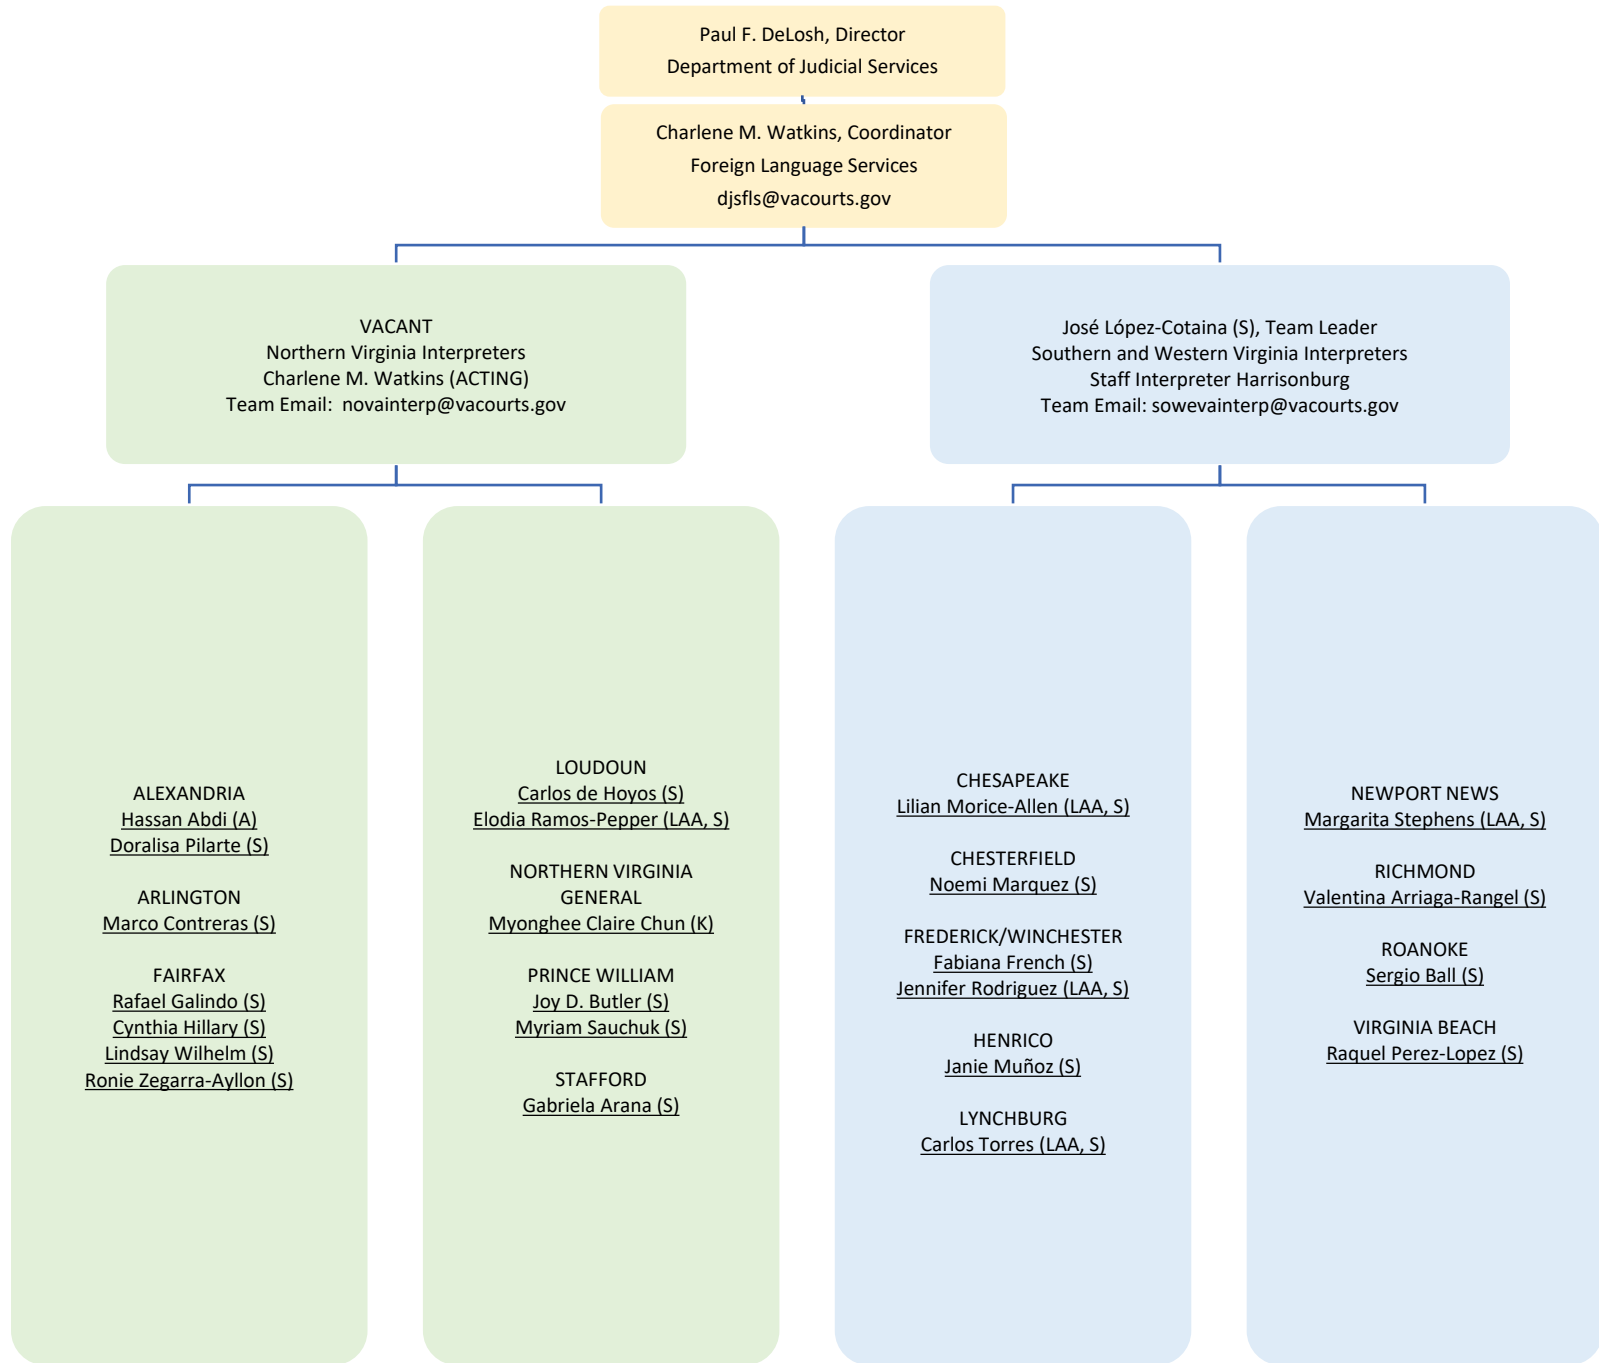 Paul F. DeLosh, Director
Department of Judicial Services
Charlene M. Watkins, Coordinator
Foreign Language Services
djsfls@vacourts.gov
VACANT
Northern Virginia Interpreters
Charlene M. Watkins (ACTING)
Team Email:  novainterp@vacourts.gov
José López-Cotaina (S), Team Leader
Southern and Western Virginia Interpreters
Staff Interpreter Harrisonburg
Team Email: sowevainterp@vacourts.gov
ALEXANDRIA
Hassan Abdi (A)
Doralisa Pilarte (S)
ARLINGTON
Marco Contreras (S)
FAIRFAX
Rafael Galindo (S)
Cynthia Hillary (S)
Lindsay Wilhelm (S)
Ronie Zegarra-Ayllon (S)
LOUDOUN
Carlos de Hoyos (S)
Elodia Ramos-Pepper (LAA, S)
NORTHERN VIRGINIA
GENERAL
Myonghee Claire Chun (K)
PRINCE WILLIAM
Joy D. Butler (S)
Myriam Sauchuk (S)
STAFFORD
Gabriela Arana (S)
CHESAPEAKE
Lilian Morice-Allen (LAA, S)
CHESTERFIELD
Noemi Marquez (S)
FREDERICK/WINCHESTER
Fabiana French (S)
Jennifer Rodriguez (LAA, S)
HENRICO
Janie Muñoz (S)
LYNCHBURG
Carlos Torres (LAA, S)
NEWPORT NEWS
Margarita Stephens (LAA, S)
RICHMOND
Valentina Arriaga-Rangel (S)
ROANOKE
Sergio Ball (S)
VIRGINIA BEACH
Raquel Perez-Lopez (S)